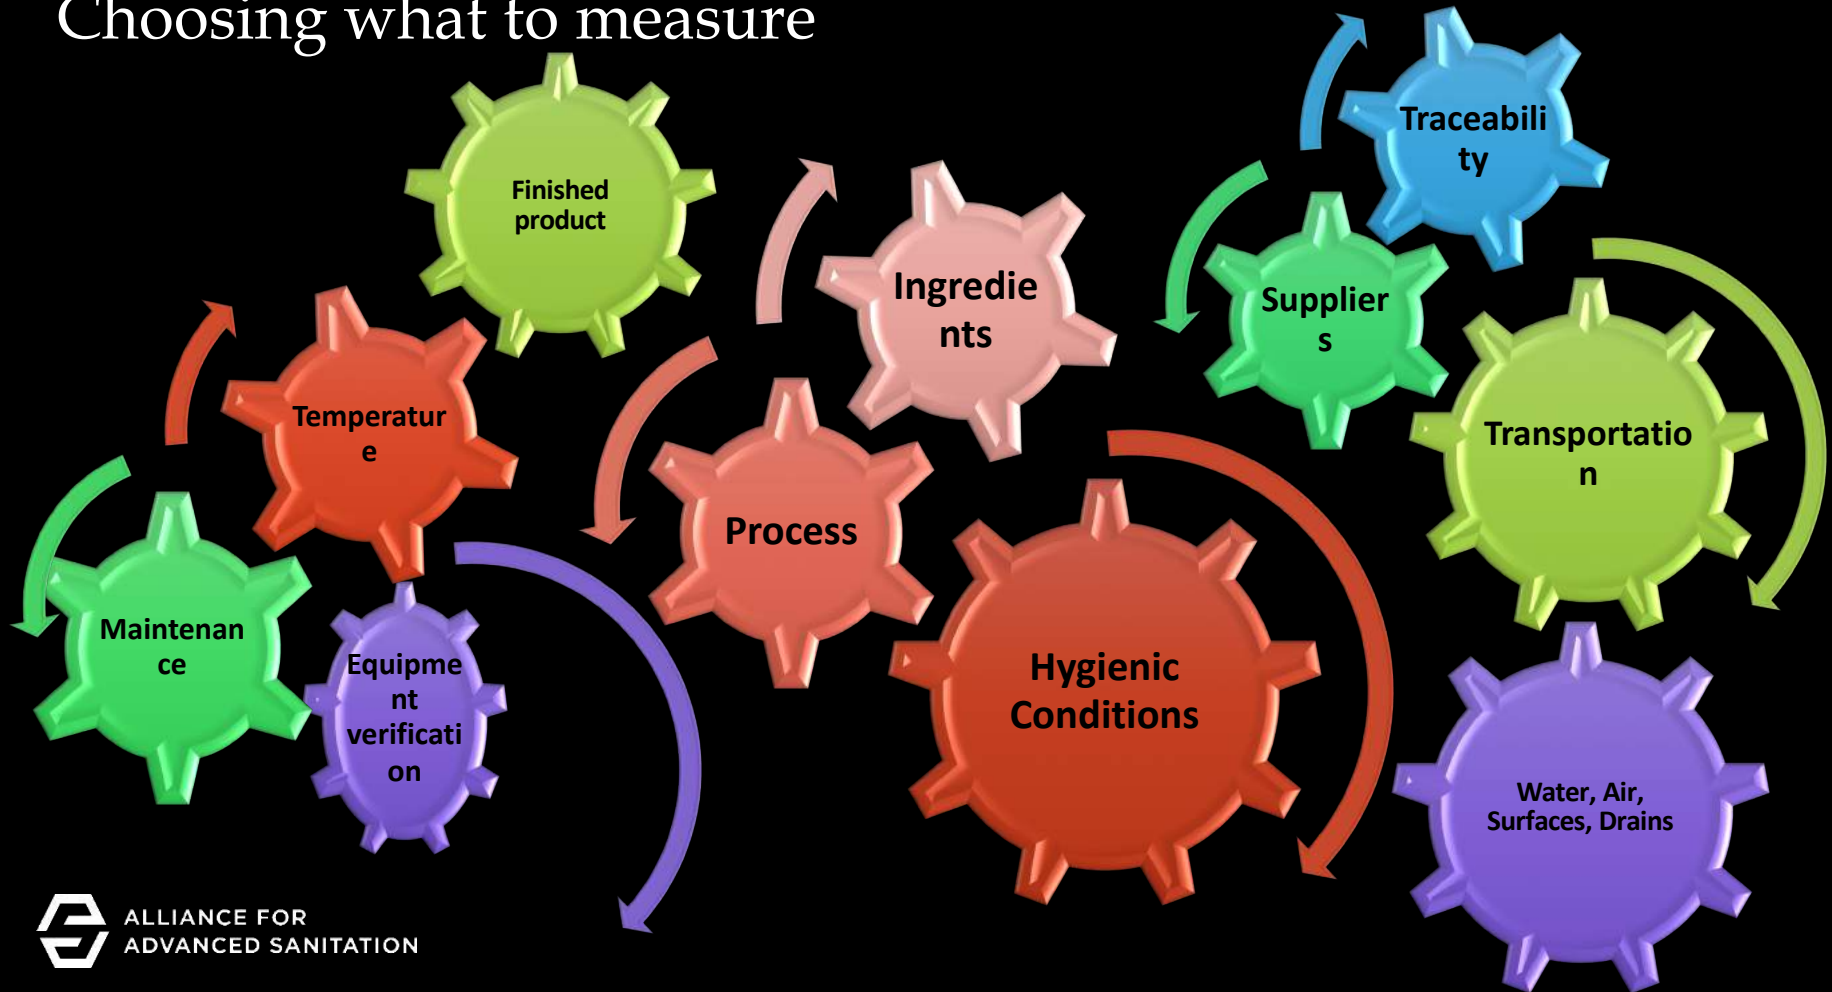 Choosing what to measure
Finished
product
Traceabili
ty
Ingredie
nts
Supplier
s
Temperatur
e
Transportatio
n
Process
Maintenan
ce
Equipme
nt
verificati
on
Hygienic
Conditions
Water, Air,
Surfaces, Drains
ALLIANCE FOR
ADVANCED SANITATION